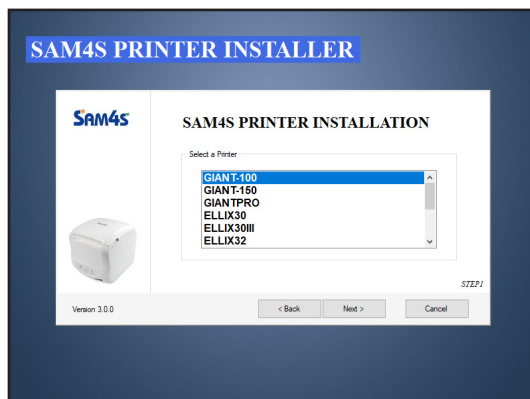 SAM4S PRINTER INSTALLER
SAM4S
SAM4S PRINTER INSTALLATION
Select a Printer
GIANT-100
GIANT-150
GIANTPRO
ELLIX30
ELLIX30III
ELLIX32
STEP1
Version 3.0.0
< Back
Next >
Cancel